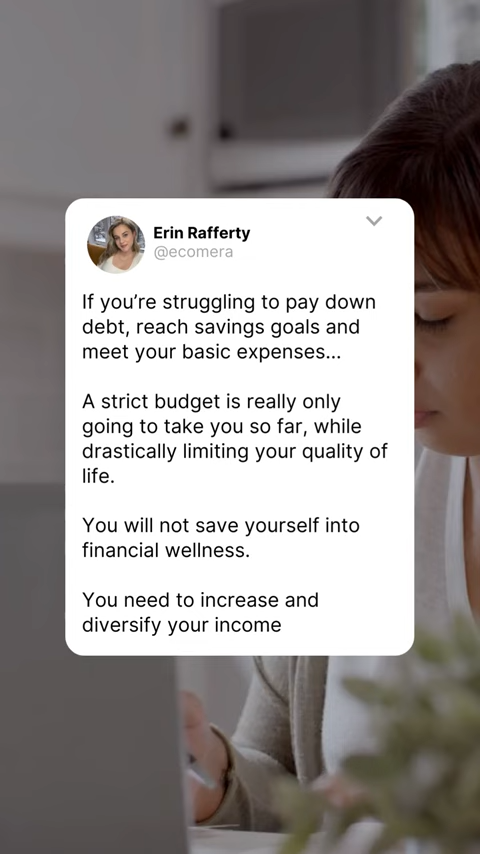 Erin Rafferty
@ecomera
If you’re struggling to pay down
debt, reach savings goals and
meet your basic expenses...
A strict budget is really only
going to take you so far, while
drastically limiting your quality of
life.
You will not save yourself into
financial wellness.
You need to increase and
diversify your income